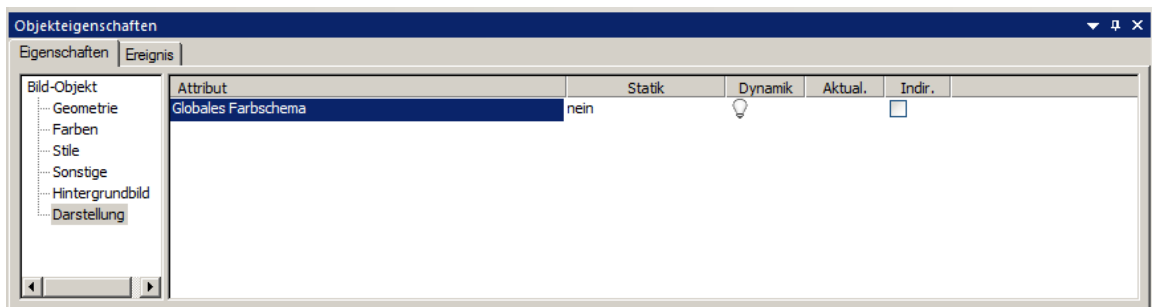 Objekteigenschaften
Eigenschaften Ereignis
Bild-Objekt
Geometrie
Farben
Stile
Sonstige
Hintergrundbild
Darstellung
Attribut Statik Dynamik Aktual. Indir.
Globales Farbschema nein